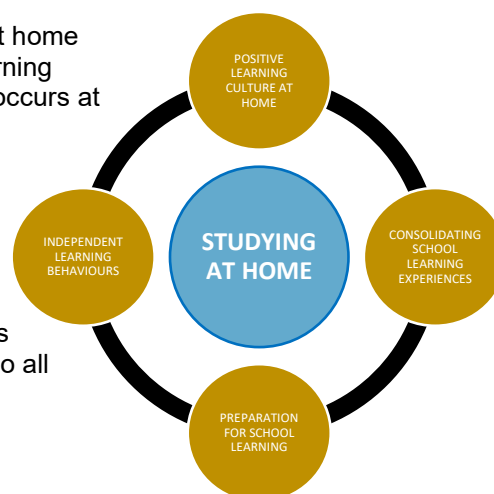 t home
rning
occurs at
s
o all
POSITIVE
LEARNING
CULTURE AT
HOME
INDEPENDENT
LEARNING
BEHAVIOURS
STUDYING
AT HOME
CONSOLIDATING
SCHOOL
LEARNING
EXPERIENCES
PREPARATION
FOR SCHOOL
LEARNING